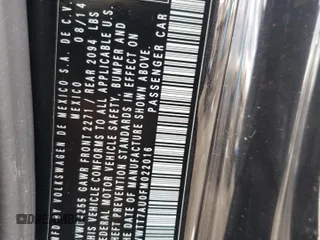 MFD BY VOLKSWAGEN DE MEXICO S.A. DE C.V.
MEXICO 08/14
GAWR FRONT 2271 / REAR 2094 LBS
THIS VEHICLE CONFORMS TO ALL APPLICABLE U.S.
FEDERAL MOTOR VEHICLE SAFETY, BUMPER AND
THEFT PREVENTION STANDARDS IN EFFECT ON
THE DATE OF MANUFACTURE SHOWN ABOVE.
PASSENGER CAR